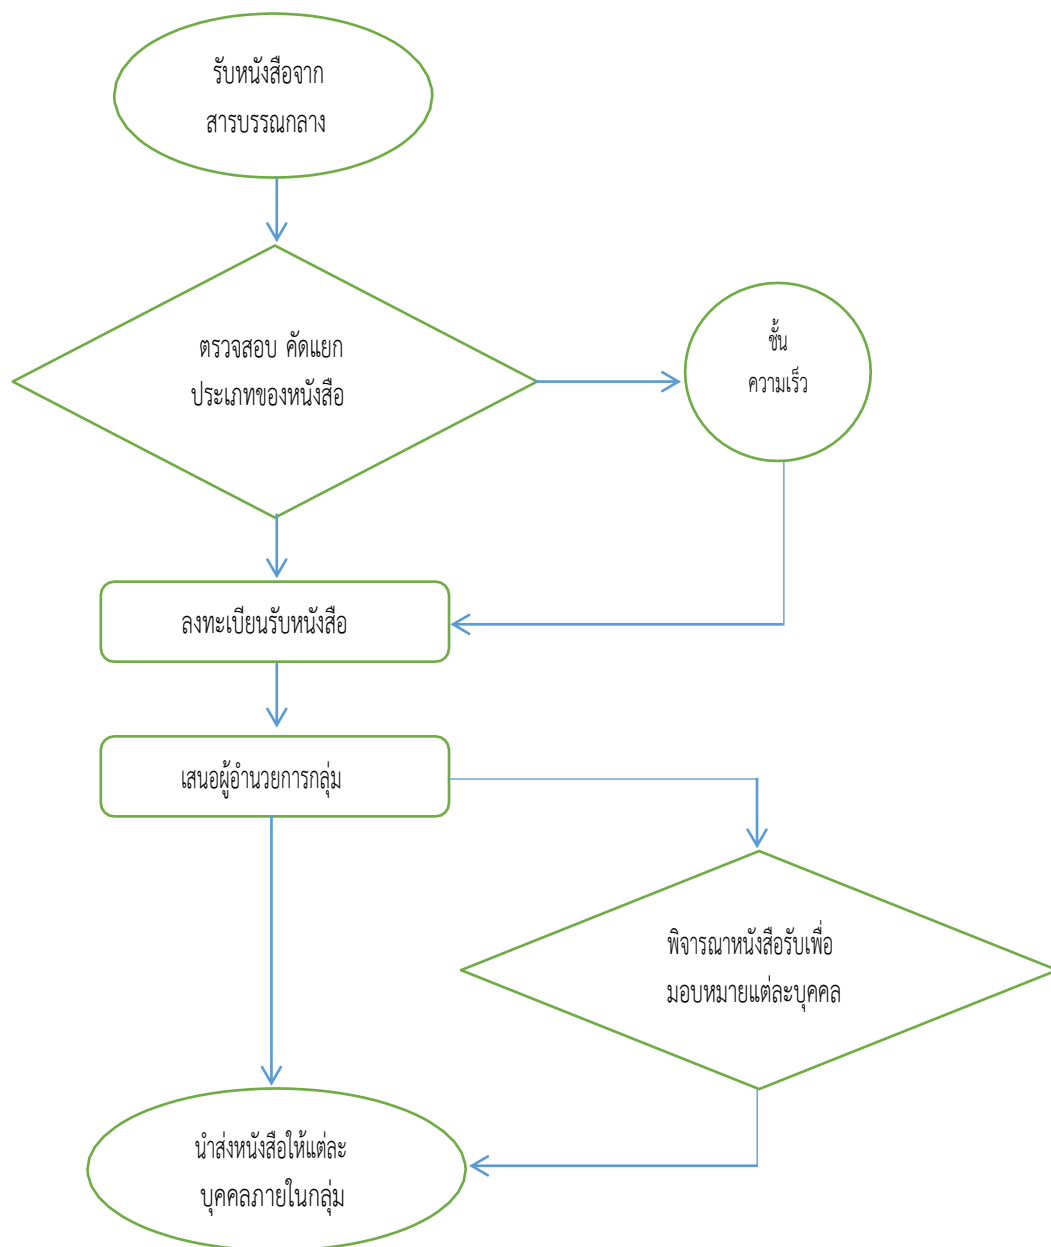 รับหนังสือจาก
สารบรรณกลาง
ตรวจสอบ คัดแยก
ประเภทของหนังสือ
ชั้น
ความเร็ว
ลงทะเบียนรับหนังสือ
เสนอผู้อำนวยการกลุ่ม
พิจารณาหนังสือรับเพื่อ
มอบหมายแต่ละบุคคล
นำส่งหนังสือให้แต่ละ
บุคคลภายในกลุ่ม